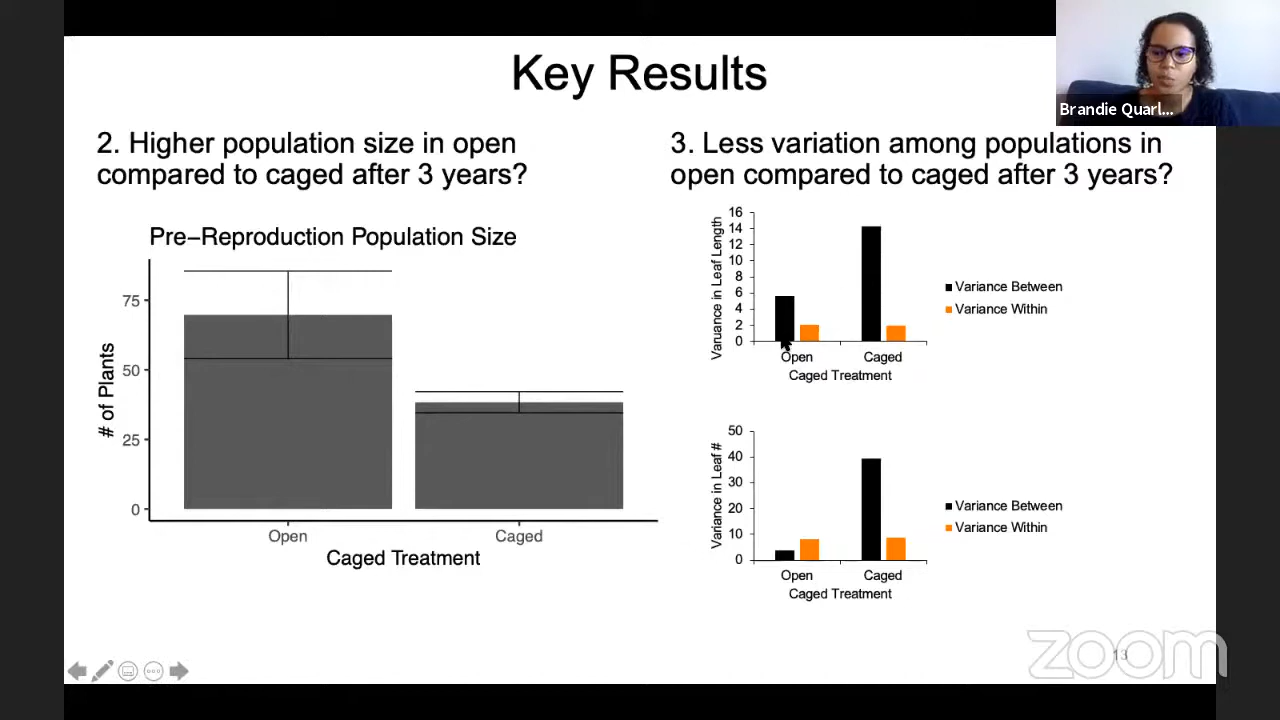 Key Results
Brandie Quarl...
2. Higher population size in open
compared to caged after 3 years?
3. Less variation among populations in
open compared to caged after 3 years?
Pre-Reproduction Population Size
# of Plants
75
50
25
0
Open
Caged
Caged Treatment
Varuance in Leaf Length
16
14
12
10
8
6
4
2
0
Open
Caged
Caged Treatment
Variance Between
Variance Within
Variance in Leaf #
50
40
30
20
10
0
Open
Caged
Caged Treatment
Variance Between
Variance Within
13
zoom